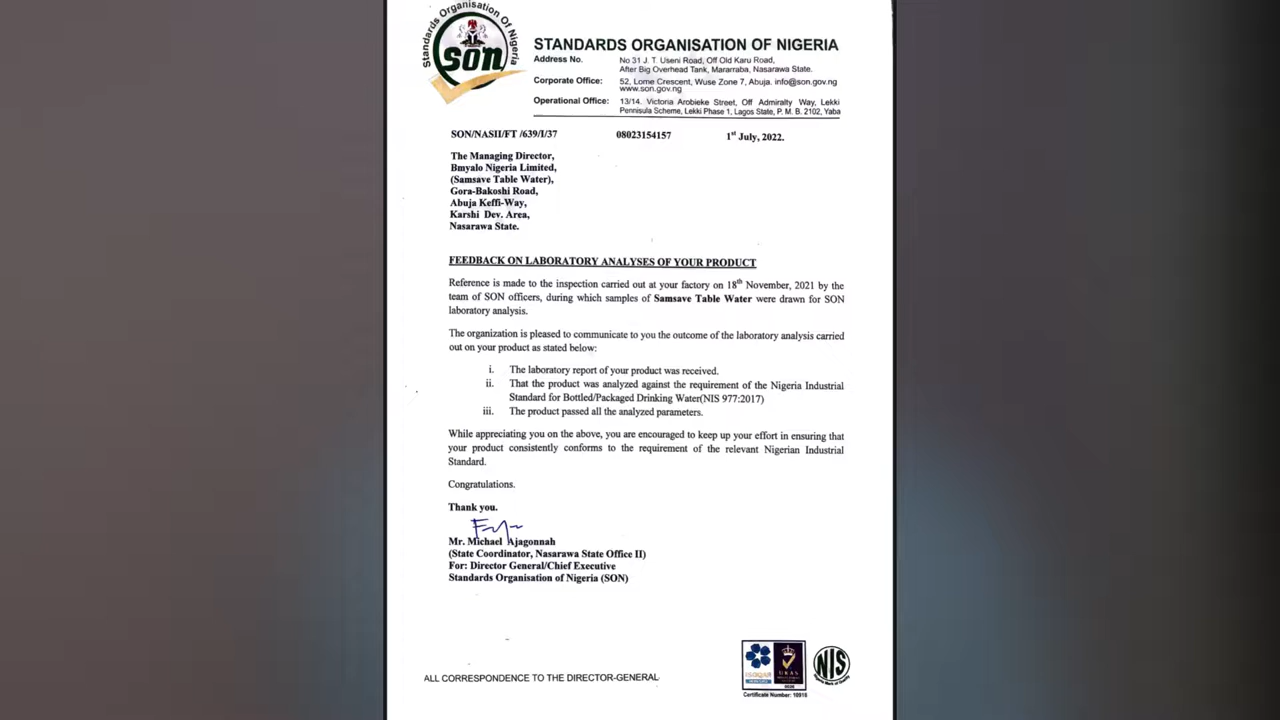 Standards Organisation Of Nigeria
SON
STANDARDS ORGANISATION OF NIGERIA
Address No. No 31 J. T. Useni Road, Off Old Karu Road,
After Big Overhead Tank, Mararraba, Nasarawa State.
Corporate Office: 52, Lome Crescent, Wuse Zone 7, Abuja. info@son.gov.ng
www.son.gov.ng
Operational Office: 13/14. Victoria Arobieke Street, Off Admiralty Way, Lekki
Pennisula Scheme, Lekki Phase 1, Lagos State, P. M. B. 2102, Yaba
SON/NASII/FT /639/I/37 08023154157 1st July, 2022.
The Managing Director,
Bmyalo Nigeria Limited,
(Samsave Table Water),
Gora-Bakoshi Road,
Abuja Keffi-Way,
Karshi Dev. Area,
Nasarawa State.
FEEDBACK ON LABORATORY ANALYSES OF YOUR PRODUCT
Reference is made to the inspection carried out at your factory on 18th November, 2021 by the
team of SON officers, during which samples of Samsave Table Water were drawn for SON
laboratory analysis.
The organization is pleased to communicate to you the outcome of the laboratory analysis carried
out on your product as stated below:
i. The laboratory report of your product was received.
ii. That the product was analyzed against the requirement of the Nigeria Industrial
Standard for Bottled/Packaged Drinking Water(NIS 977:2017)
iii. The product passed all the analyzed parameters.
While appreciating you on the above, you are encouraged to keep up your effort in ensuring that
your product consistently conforms to the requirement of the relevant Nigerian Industrial
Standard.
Congratulations.
Thank you.
Mr. Michael Ajagonnah
(State Coordinator, Nasarawa State Office II)
For: Director General/Chief Executive
Standards Organisation of Nigeria (SON)
ALL CORRESPONDENCE TO THE DIRECTOR-GENERAL
ISOQAR
UKAS
NIS
Certificate Number: 10918